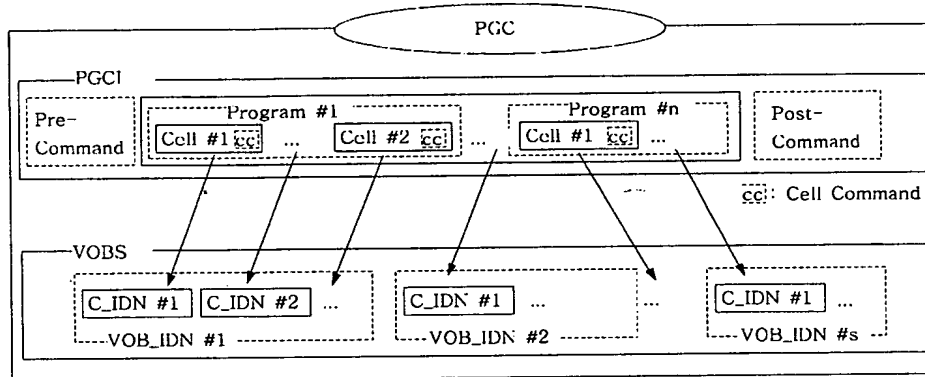 PGC
PGCI
Pre-
Command
Program #1
Cell #1 cc
...
Cell #2 cc
...
Program #n
Cell #1 cc
...
Post-
Command
cc: Cell Command
VOBS
C_IDN #1
C_IDN #2
...
VOB_IDN #1
C_IDN #1
...
VOB_IDN #2
...
C_IDN #1
...
VOB_IDN #s